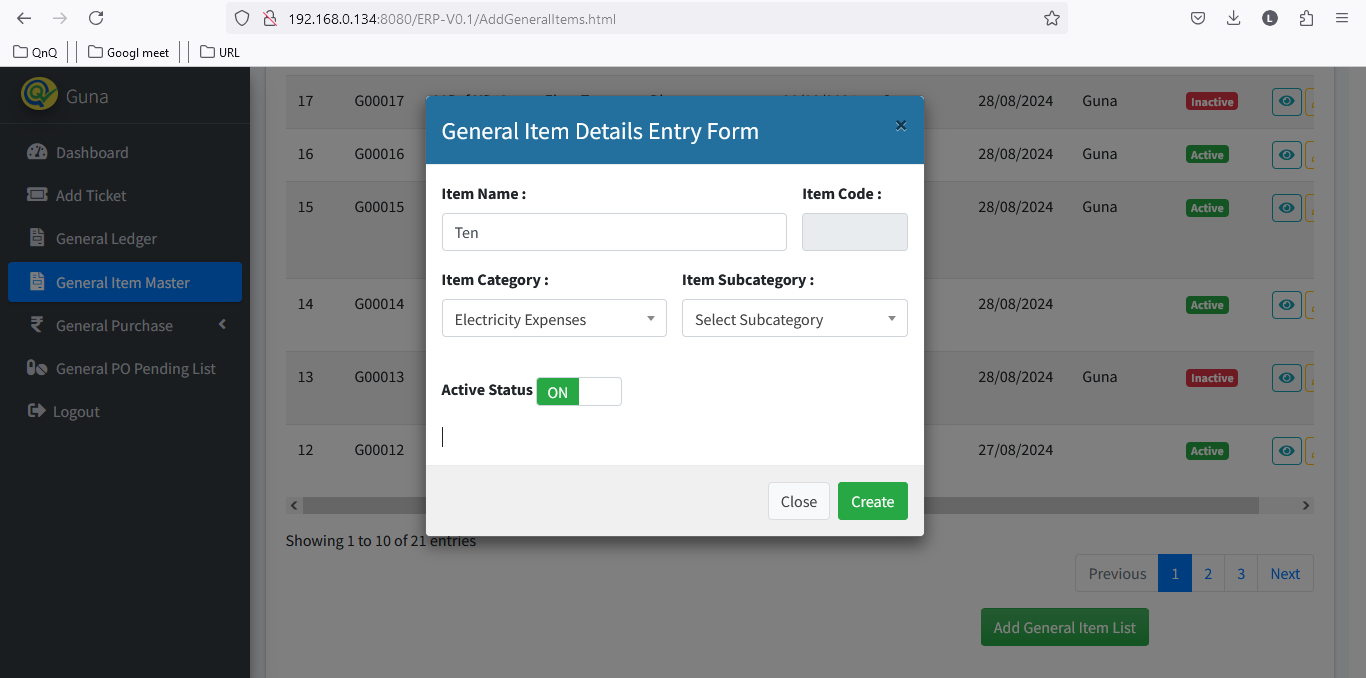 192.168.0.134:8080/ERP-V0.1/AddGeneralItems.html
L
QnQ
Googl meet
URL
Guna
Dashboard
Add Ticket
General Ledger
General Item Master
General Purchase
General PO Pending List
Logout
17 G00017 28/08/2024 Guna Inactive
16 G00016 28/08/2024 Guna Active
15 G00015 28/08/2024 Guna Active
14 G00014 28/08/2024 Active
13 G00013 28/08/2024 Guna Inactive
12 G00012 27/08/2024 Active
General Item Details Entry Form
×
Item Name :
Item Code :
Ten
Item Category :
Item Subcategory :
Electricity Expenses
Select Subcategory
Active Status ON
Close
Create
Showing 1 to 10 of 21 entries
Previous 1 2 3 Next
Add General Item List